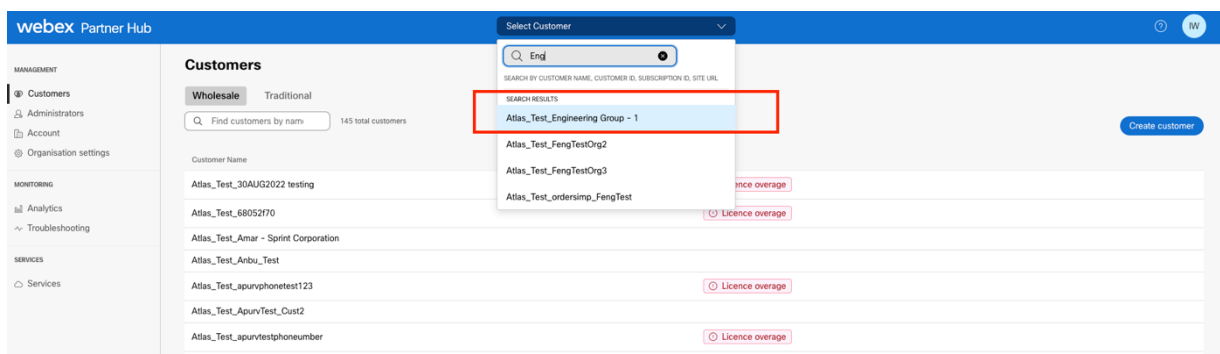 webex Partner Hub
Select Customer
IW
MANAGEMENT
Customers
Administrators
Account
Organisation settings
MONITORING
Analytics
Troubleshooting
SERVICES
Services
Customers
Wholesale Traditional
Find customers by nam 145 total customers
Eng
SEARCH BY CUSTOMER NAME, CUSTOMER ID, SUBSCRIPTION ID, SITE URL
SEARCH RESULTS
Atlas_Test_Engineering Group - 1
Atlas_Test_FengTestOrg2
Atlas_Test_FengTestOrg3
Atlas_Test_ordersimp_FengTest
Create customer
Customer Name
Atlas_Test_30AUG2022 testing ence overage
Atlas_Test_68052f70 Licence overage
Atlas_Test_Amar - Sprint Corporation
Atlas_Test_Anbu_Test
Atlas_Test_apurvphonetest123 Licence overage
Atlas_Test_ApurvTest_Cust2
Atlas_Test_apurvtestphoneumber Licence overage